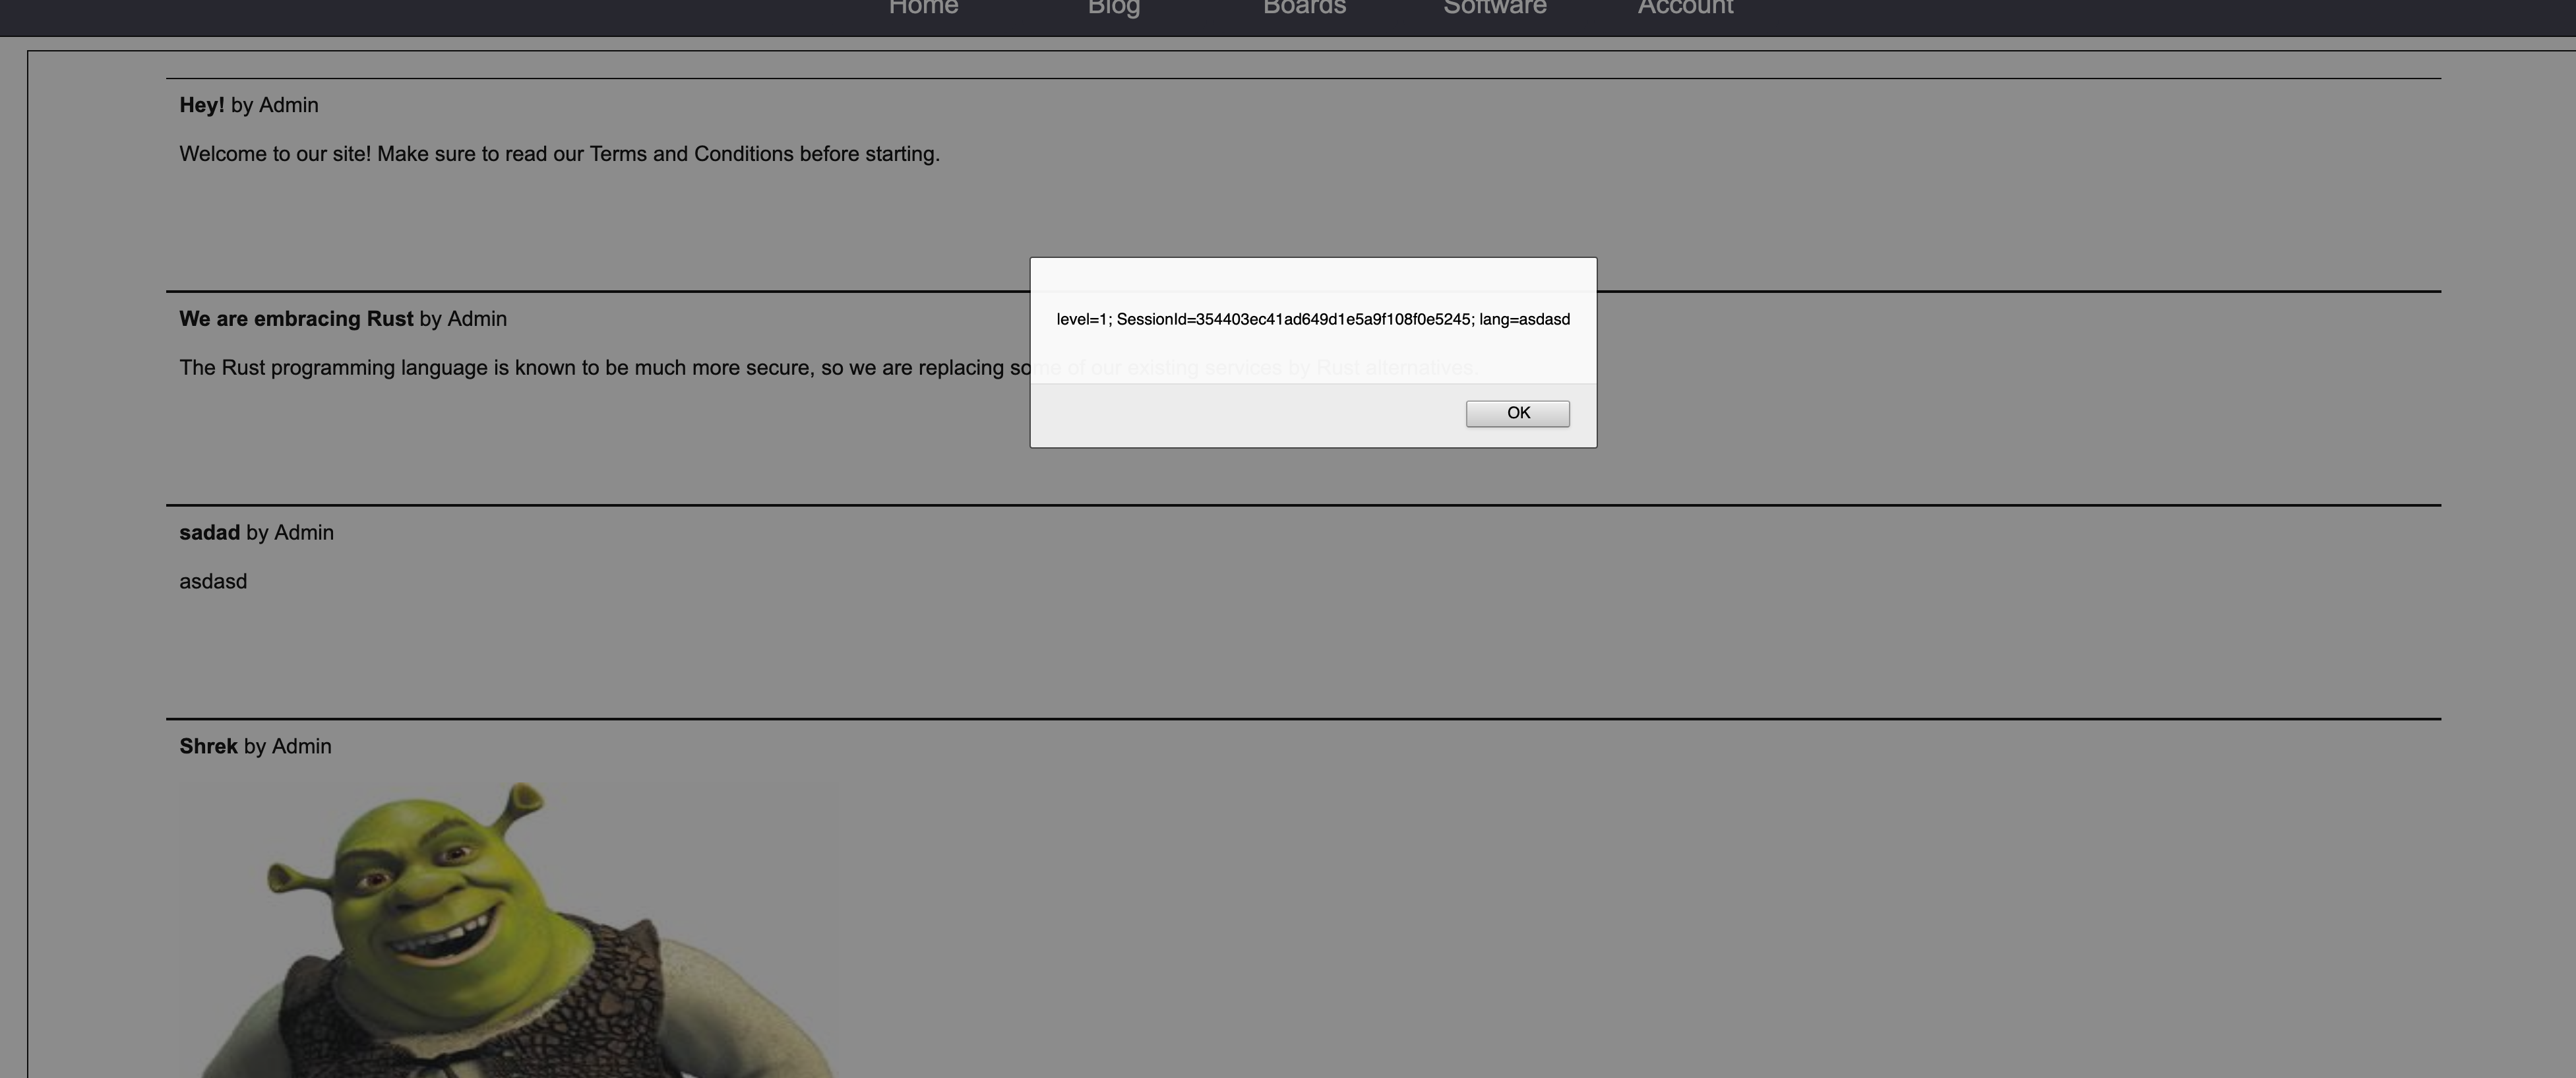 Home Blog Boards Software Account
Hey! by Admin
Welcome to our site! Make sure to read our Terms and Conditions before starting.
We are embracing Rust by Admin
level=1; SessionId=354403ec41ad649d1e5a9f108f0e5245; lang=asdasd
The Rust programming language is known to be much more secure, so we are replacing some of our existing services by Rust alternatives.
OK
sadad by Admin
asdasd
Shrek by Admin